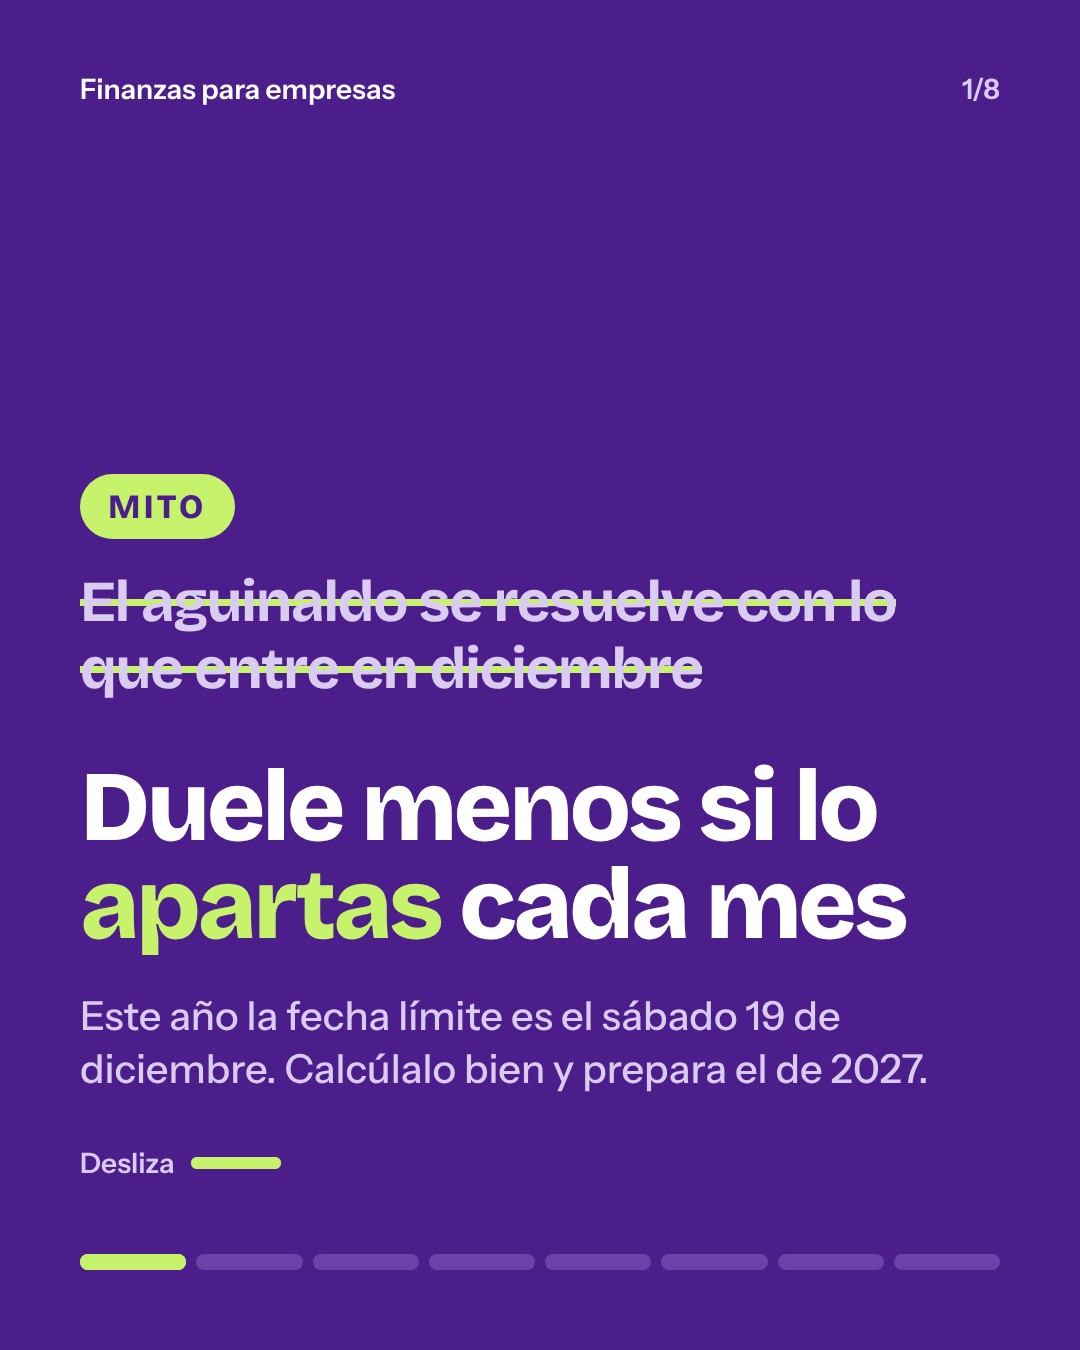 Finanzas para empresas
1/8
MITO
El aguinaldo se resuelve con lo
que entre en diciembre
Duele menos si lo
apartas cada mes
Este año la fecha límite es el sábado 19 de
diciembre. Calcúlalo bien y prepara el de 2027.
Desliza